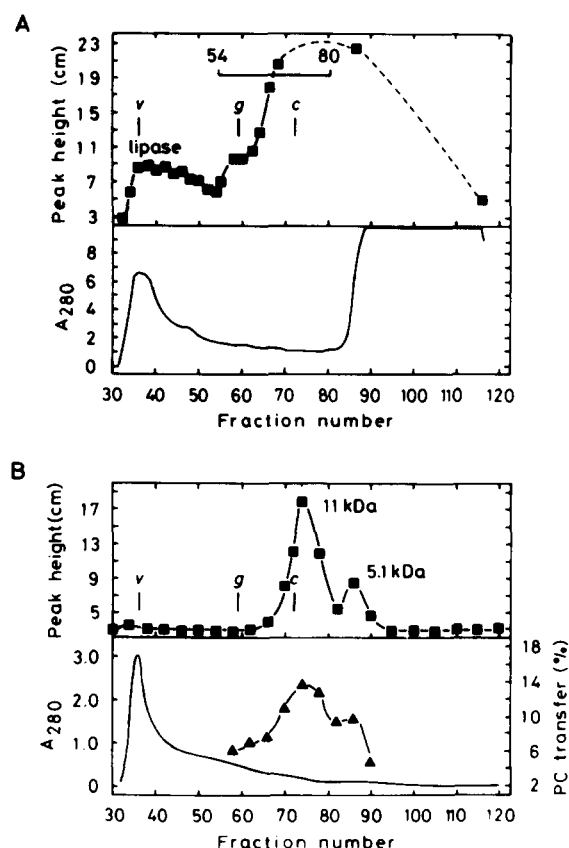 A
Peak height (cm)
23
19
15
11
7
3
54
80
v
g
c
lipase
A280
8
6
4
2
0
30 40 50 60 70 80 90 100 110 120
Fraction number
B
Peak height(cm)
17
13
9
5
11 kDa
5.1 kDa
v
g
c
A280
3.0
2.0
1.0
0
18
14
10
6
2
PC transfer (%)
30 40 50 60 70 80 90 100 110 120
Fraction number